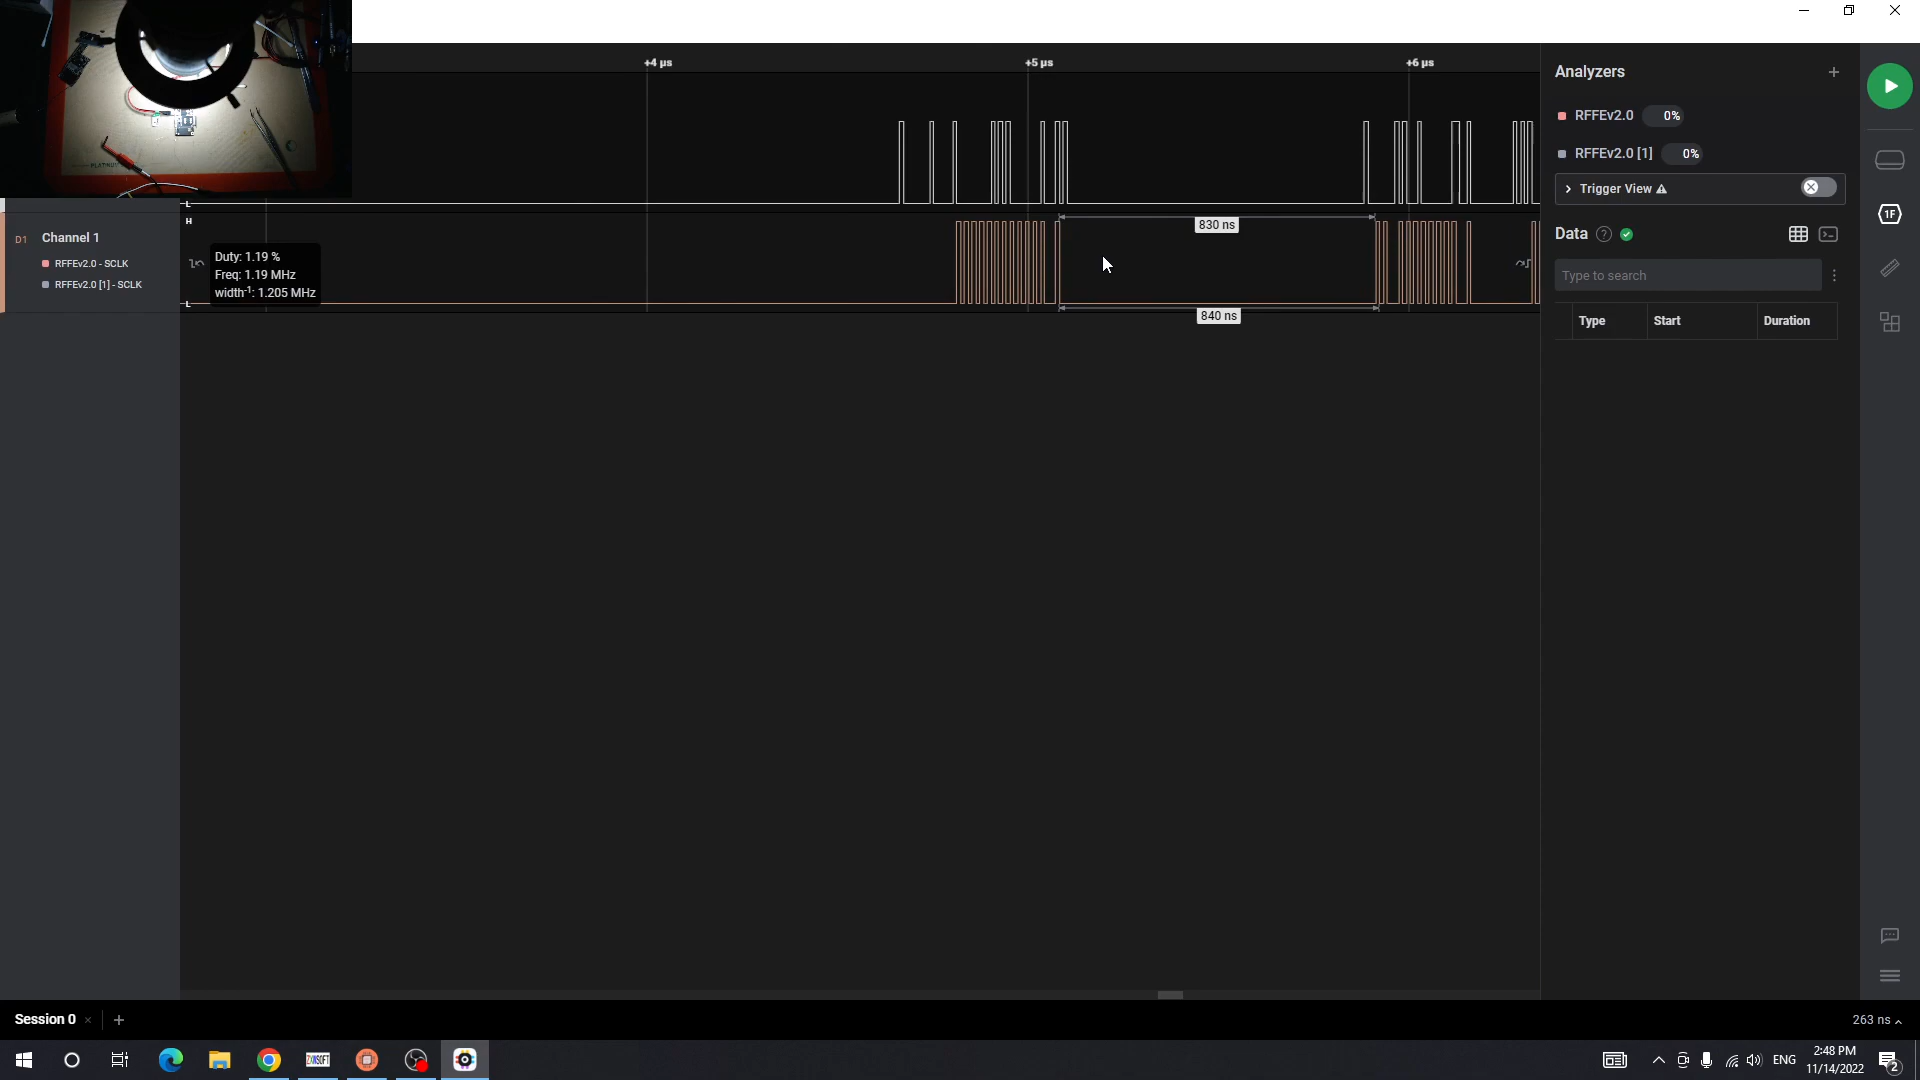 +4 µs
+5 µs
+6 µs
Analyzers
RFFEv2.0 0%
RFFEv2.0 [1] 0%
Trigger View
L
H
830 ns
D1 Channel 1
RFFEv2.0 - SCLK
RFFEv2.0 [1] - SCLK
Duty: 1.19 %
Freq: 1.19 MHz
width-1: 1.205 MHz
L
840 ns
1F
Data
Type to search
Type Start Duration
Session 0
263 ns
ENG
2:48 PM
11/14/2022
2